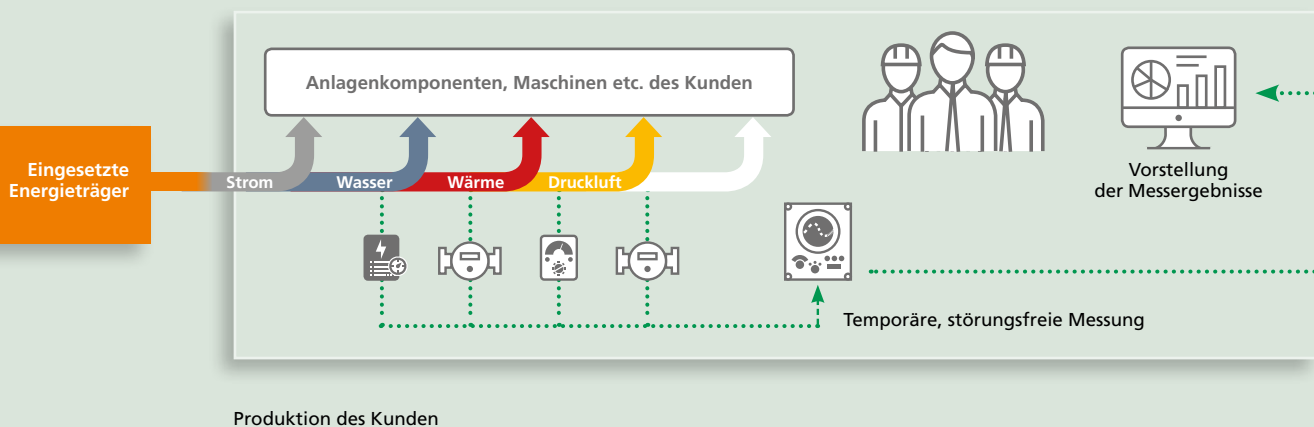 Anlagenkomponenten, Maschinen etc. des Kunden
Eingesetzte
Energieträger
Strom
Wasser
Wärme
Druckluft
Vorstellung
der Messergebnisse
Temporäre, störungsfreie Messung
Produktion des Kunden